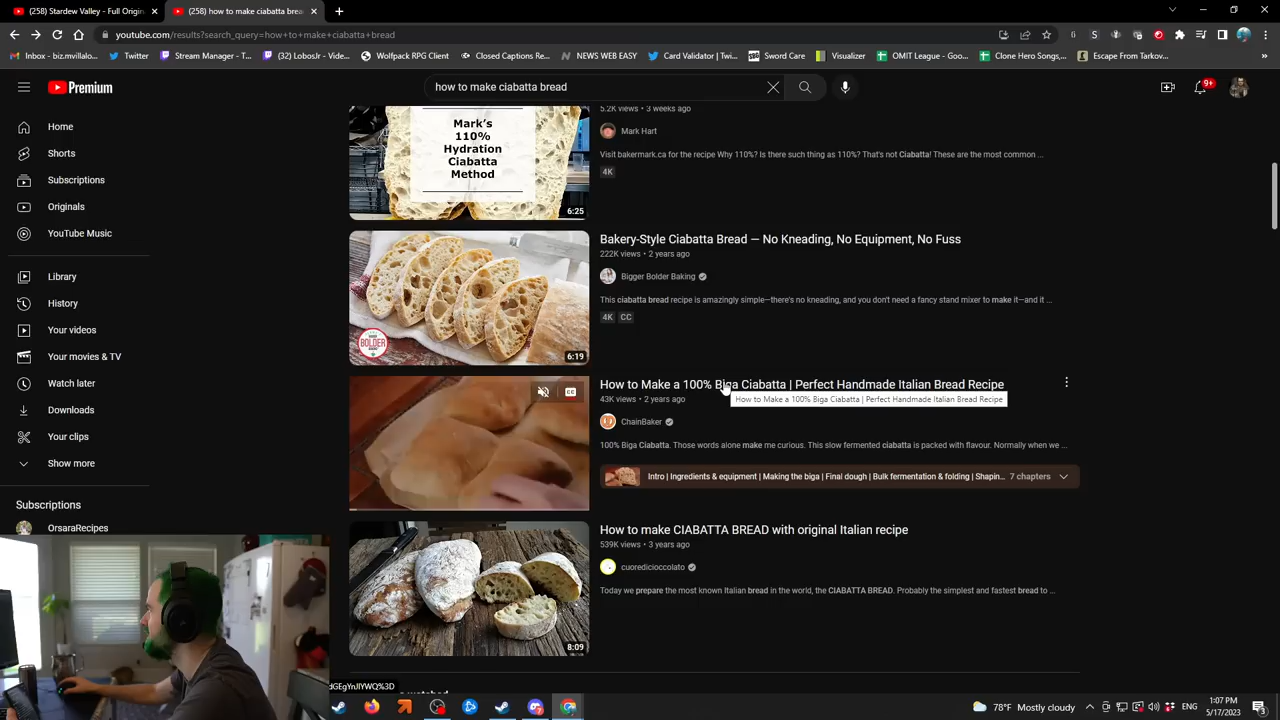 (258) Stardew Valley - Full Origin
(258) how to make ciabatta brea
youtube.com/results?search_query=how+to+make+ciabatta+bread
Inbox - biz.mvillalo...
Twitter
Stream Manager - T...
(32) LobosJr - Vide...
Wolfpack RPG Client
Closed Captions - R...
NEWS WEB EASY
Card Validator | Twi...
Sword Care
Visualizer
OMIT League - Goo...
Clone Hero Songs,...
Escape From Tarkov...
Premium
how to make ciabatta bread
9+
Home
Shorts
Subscriptions
Originals
YouTube Music
Library
History
Your videos
Your movies & TV
Watch later
Downloads
Your clips
Show more
Subscriptions
OrsaraRecipes
Mark's
110%
Hydration
Ciabatta
Method
6:25
5.2K views • 3 weeks ago
Mark Hart
Visit bakermark.ca for the recipe Why 110%? Is there such thing as 110%? That's not Ciabatta! These are the most common ...
4K
BOLDER
6:19
Bakery-Style Ciabatta Bread — No Kneading, No Equipment, No Fuss
222K views • 2 years ago
Bigger Bolder Baking
This ciabatta bread recipe is amazingly simple—there's no kneading, and you don't need a fancy stand mixer to make it—and it ...
4K CC
CC
How to Make a 100% Biga Ciabatta | Perfect Handmade Italian Bread Recipe
43K views • 2 years ago
How to Make a 100% Biga Ciabatta | Perfect Handmade Italian Bread Recipe
ChainBaker
100% Biga Ciabatta. Those words alone make me curious. This slow fermented ciabatta is packed with flavour. Normally when we ...
Intro | Ingredients & equipment | Making the biga | Final dough | Bulk fermentation & folding | Shapin... 7 chapters
8:09
How to make CIABATTA BREAD with original Italian recipe
539K views • 3 years ago
cuoredicioccolato
Today we prepare the most known Italian bread in the world, the CIABATTA BREAD. Probably the simplest and fastest bread to ...
dGEgYnJlYWQ%3D
78°F Mostly cloudy
ENG
1:07 PM
5/17/2023